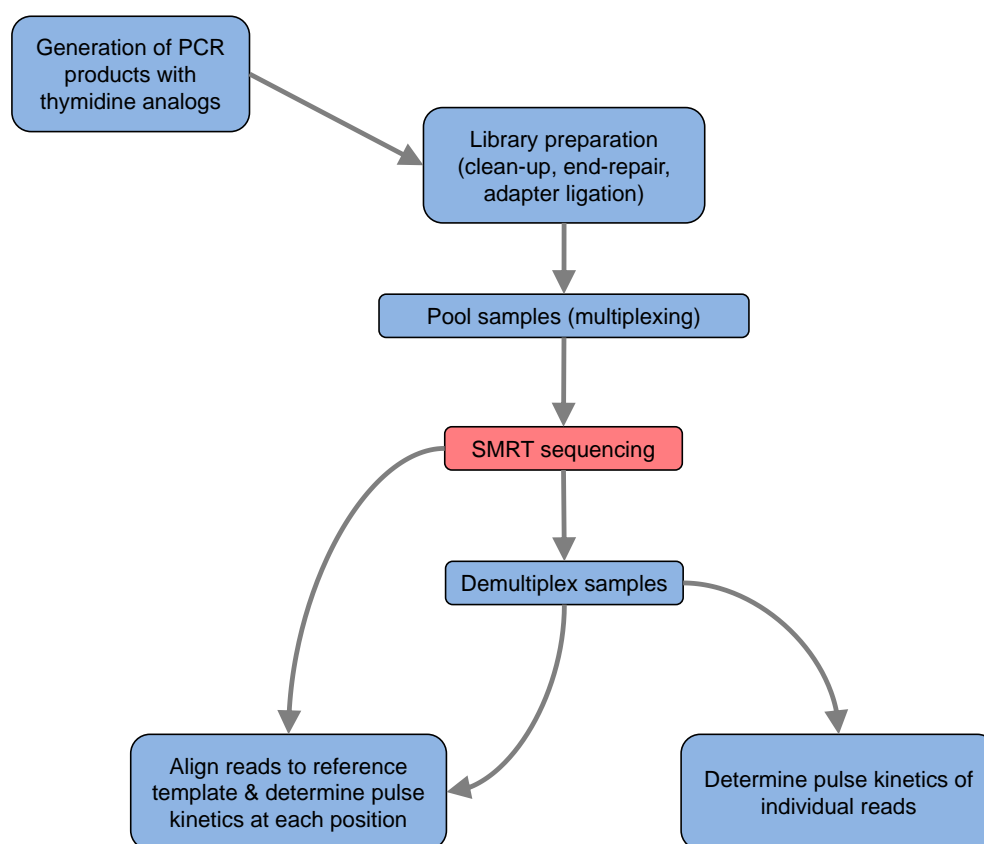 Generation of PCR
products with
thymidine analogs
Library preparation
(clean-up, end-repair,
adapter ligation)
Pool samples (multiplexing)
SMRT sequencing
Demultiplex samples
Align reads to reference
template & determine pulse
kinetics at each position
Determine pulse kinetics of
individual reads